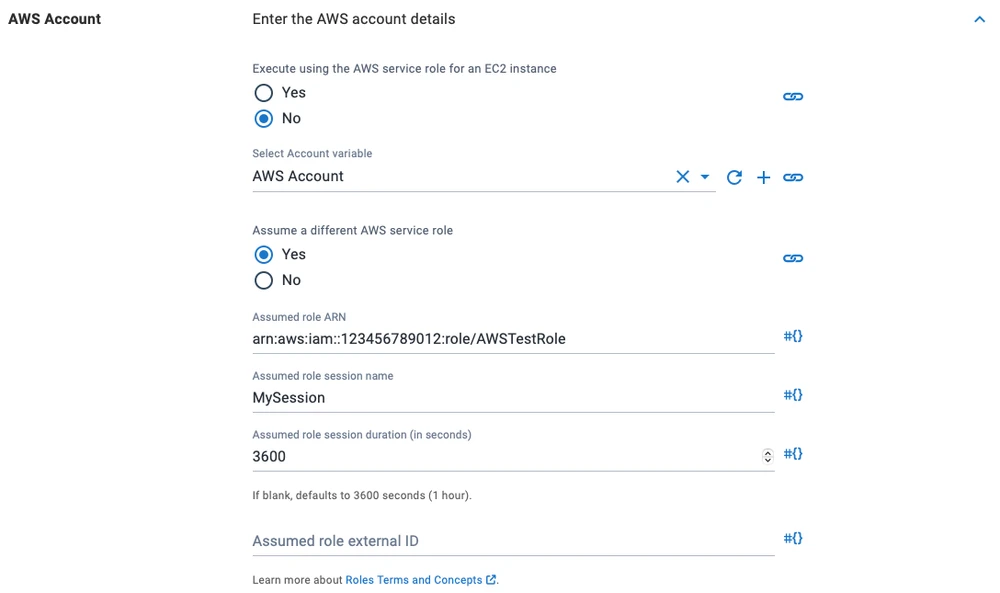 AWS Account
Enter the AWS account details
Execute using the AWS service role for an EC2 instance
Yes
No
Select Account variable
AWS Account
Assume a different AWS service role
Yes
No
Assumed role ARN
arn:aws:iam::123456789012:role/AWSTestRole
#{}
Assumed role session name
MySession
#{}
Assumed role session duration (in seconds)
3600
#{}
If blank, defaults to 3600 seconds (1 hour).
Assumed role external ID
#{}
Learn more about Roles Terms and Concepts.